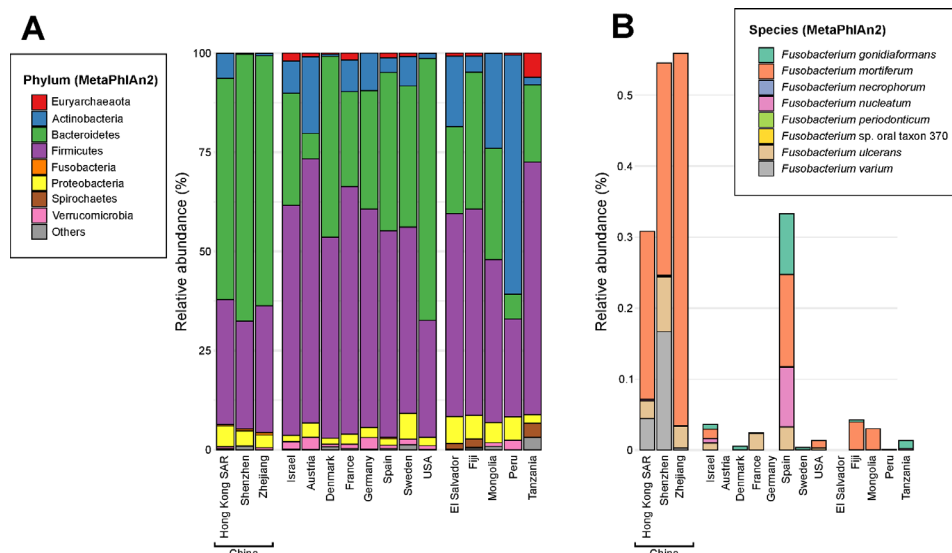 A
Phylum (MetaPhlAn2)
Euryarchaeaota
Actinobacteria
Bacteroidetes
Firmicutes
Fusobacteria
Proteobacteria
Spirochaetes
Verrucomicrobia
Others
Relative abundance (%)
100
75
50
25
0
Hong Kong SAR
Shenzhen
Zhejiang
Israel
Austria
Denmark
France
Germany
Spain
Sweden
USA
El Salvador
Fiji
Mongolia
Peru
Tanzania
China
B
Species (MetaPhlAn2)
Fusobacterium gonidiaformans
Fusobacterium mortiferum
Fusobacterium necrophorum
Fusobacterium nucleatum
Fusobacterium periodonticum
Fusobacterium sp. oral taxon 370
Fusobacterium ulcerans
Fusobacterium varium
Relative abundance (%)
0.5
0.4
0.3
0.2
0.1
0
Hong Kong SAR
Shenzhen
Zhejiang
Israel
Austria
Denmark
France
Germany
Spain
Sweden
USA
El Salvador
Fiji
Mongolia
Peru
Tanzania
China